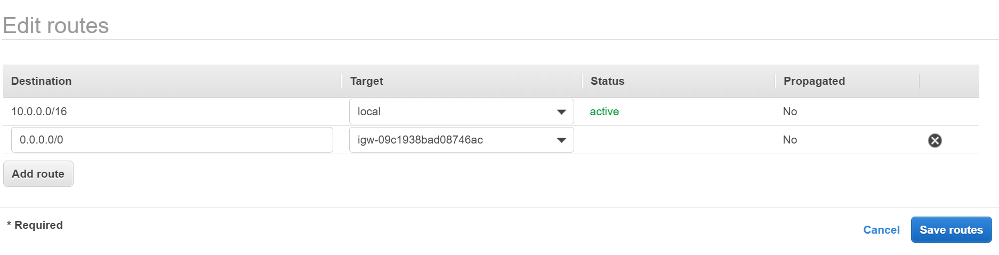 Edit routes
Destination Target Status Propagated
10.0.0.0/16 local active No
0.0.0.0/0 igw-09c1938bad08746ac No
Add route
* Required
Cancel Save routes